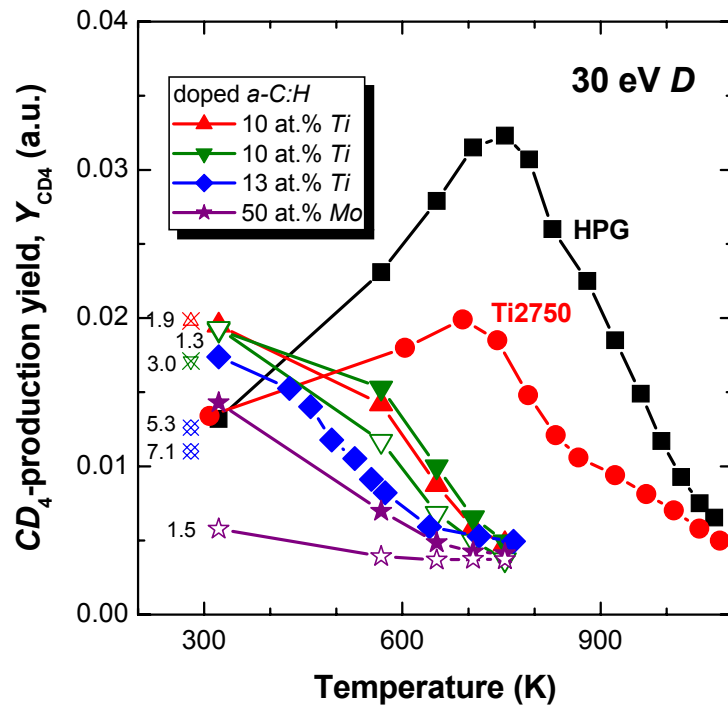 0.04
0.03
0.02
0.01
0.00
CD4-production yield, YCD4 (a.u.)
30 eV D
doped a-C:H
10 at.% Ti
10 at.% Ti
13 at.% Ti
50 at.% Mo
HPG
Ti2750
1.9
1.3
3.0
5.3
7.1
1.5
300
600
900
Temperature (K)